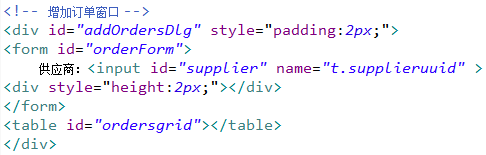 <!-- 增加订单窗口 -->
<div id="addOrdersDlg" style="padding:2px;">
<form id="orderForm">
    供应商：<input id="supplier" name="t.supplieruuid" >
<div style="height:2px;"></div>
</form>
<table id="ordersgrid"></table>
</div>